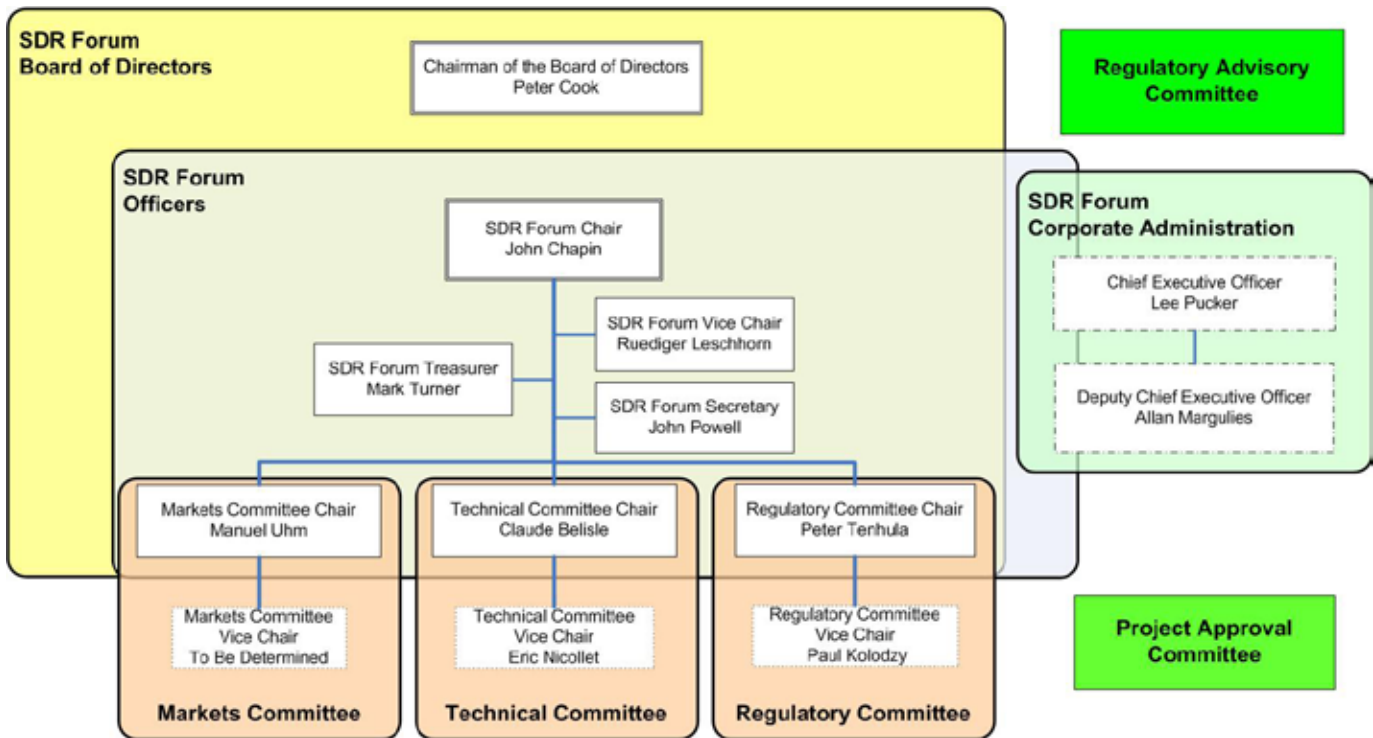 SDR Forum
Board of Directors
Chairman of the Board of Directors
Peter Cook
Regulatory Advisory
Committee
SDR Forum
Officers
SDR Forum Chair
John Chapin
SDR Forum
Corporate Administration
Chief Executive Officer
Lee Pucker
Deputy Chief Executive Officer
Allan Margulies
SDR Forum Vice Chair
Ruediger Leschhorn
SDR Forum Treasurer
Mark Turner
SDR Forum Secretary
John Powell
Markets Committee Chair
Manuel Uhm
Technical Committee Chair
Claude Belisle
Regulatory Committee Chair
Peter Tenhula
Markets Committee
Vice Chair
To Be Determined
Technical Committee
Vice Chair
Eric Nicollet
Regulatory Committee
Vice Chair
Paul Kolodzy
Markets Committee
Technical Committee
Regulatory Committee
Project Approval
Committee